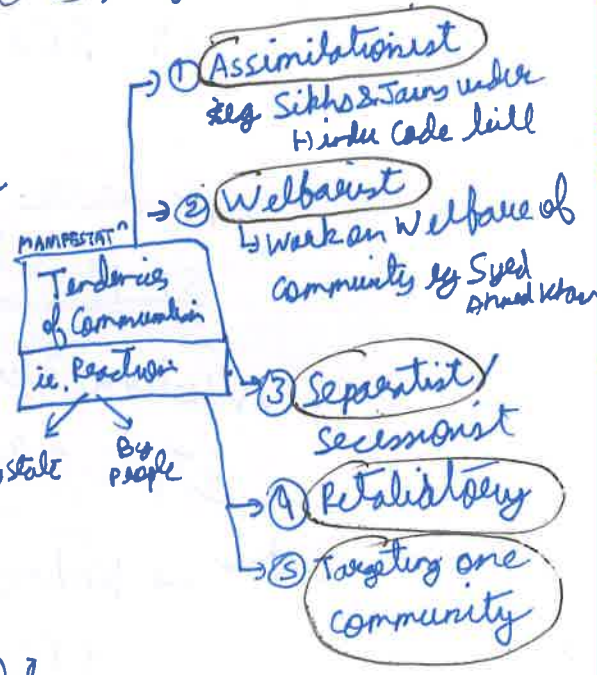 ① Assimilationist
eg Sikhs & Jains under
Hindu Code bill
② Welfarist
↳ Work on Welfare of
community eg Syed
Ahmed Khan
MANIFESTATⁿ
Tendencies
of Communalism
ie. Reaction
state
By
people
③ Separatist/
Secessionist
④ Retaliatory
⑤ Targeting one
community